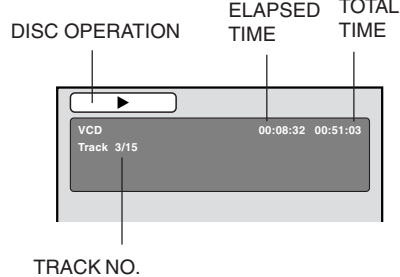 DISC OPERATION
ELAPSED TIME
TOTAL TIME
VCD 00:08:32 00:51:03
Track 3/15
TRACK NO.